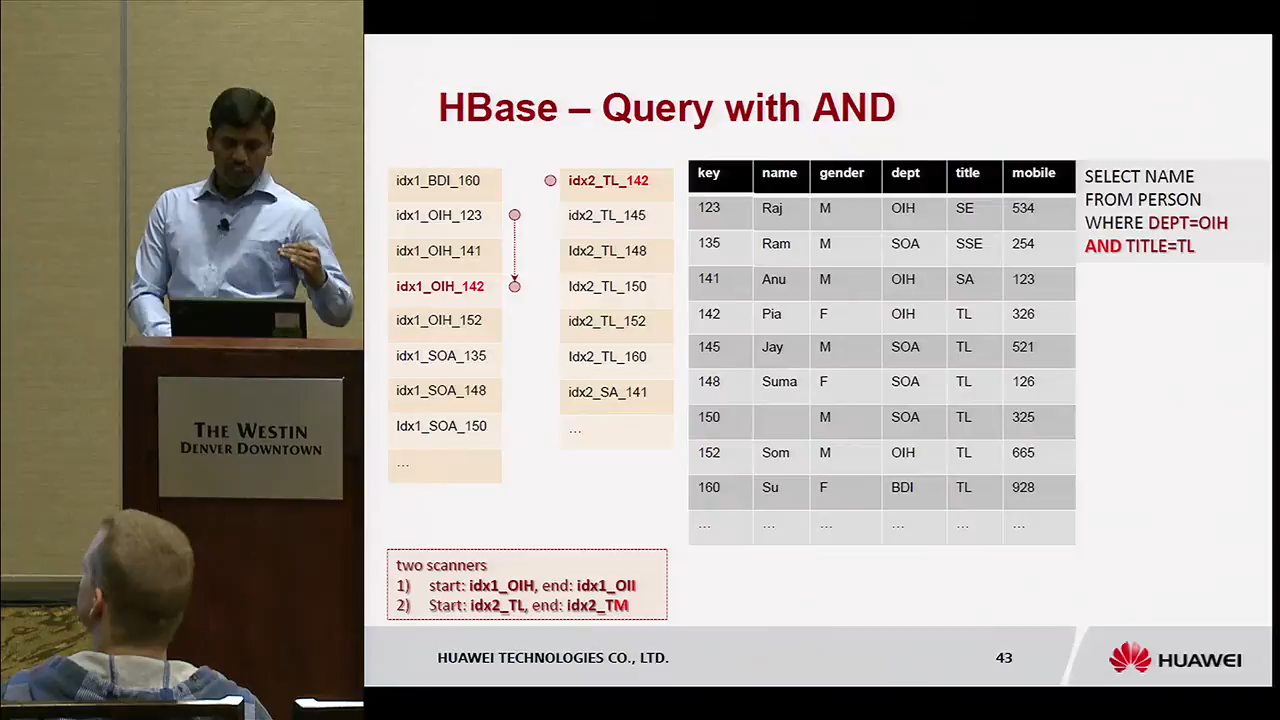 HBase – Query with AND
idx1_BDI_160
idx1_OIH_123
idx1_OIH_141
idx1_OIH_142
idx1_OIH_152
idx1_SOA_135
idx1_SOA_148
Idx1_SOA_150
...
idx2_TL_142
idx2_TL_145
Idx2_TL_148
Idx2_TL_150
idx2_TL_152
Idx2_TL_160
idx2_SA_141
...
key name gender dept title mobile
123 Raj M OIH SE 534
135 Ram M SOA SSE 254
141 Anu M OIH SA 123
142 Pia F OIH TL 326
145 Jay M SOA TL 521
148 Suma F SOA TL 126
150 M SOA TL 325
152 Som M OIH TL 665
160 Su F BDI TL 928
... ... ... ... ... ...
SELECT NAME
FROM PERSON
WHERE DEPT=OIH
AND TITLE=TL
two scanners
1) start: idx1_OIH, end: idx1_OII
2) Start: idx2_TL, end: idx2_TM
HUAWEI TECHNOLOGIES CO., LTD.
43
HUAWEI
THE WESTIN
DENVER DOWNTOWN